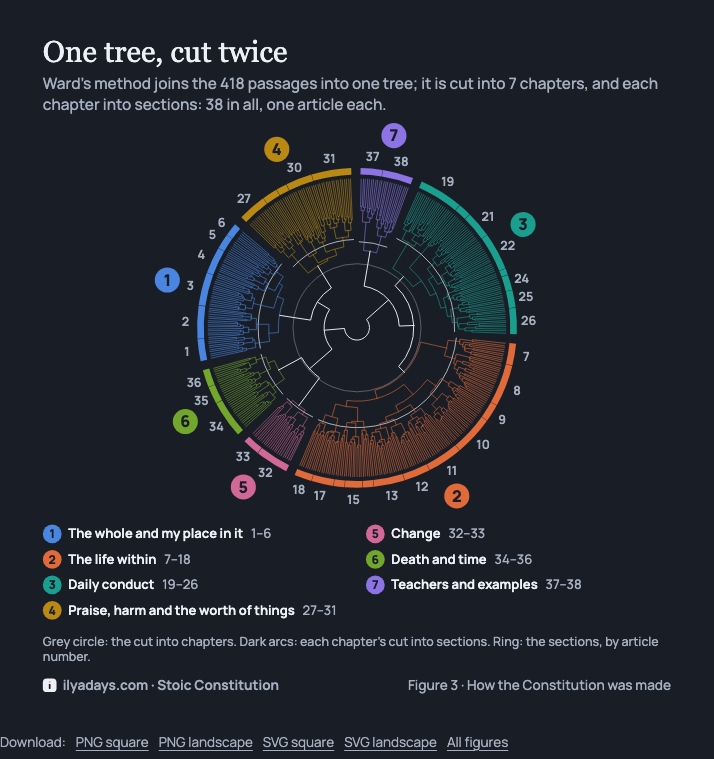 One tree, cut twice
Ward's method joins the 418 passages into one tree; it is cut into 7 chapters, and each
chapter into sections: 38 in all, one article each.
7
4
37
38
31
30
19
27
21
3
6
5
22
4
1
3
24
25
2
26
1
7
36
8
35
6
34
9
10
33
32
11
5
18
17
15
13
12
2
1 The whole and my place in it 1–6
2 The life within 7–18
3 Daily conduct 19–26
4 Praise, harm and the worth of things 27–31
5 Change 32–33
6 Death and time 34–36
7 Teachers and examples 37–38
Grey circle: the cut into chapters. Dark arcs: each chapter's cut into sections. Ring: the sections, by article
number.
ilyadays.com · Stoic Constitution
Figure 3 · How the Constitution was made
Download: PNG square PNG landscape SVG square SVG landscape All figures